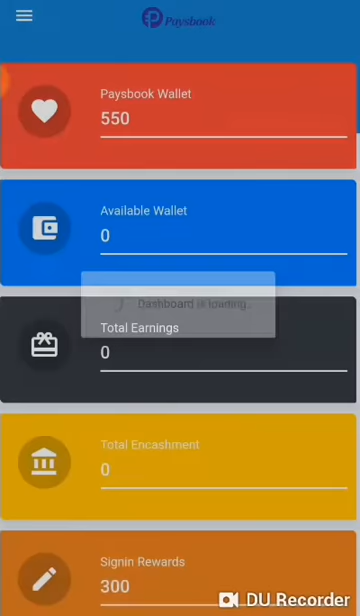 Paysbook
Paysbook Wallet
550
Available Wallet
0
Dashboard is loading..
Total Earnings
0
Total Encashment
0
Signin Rewards
300
DU Recorder